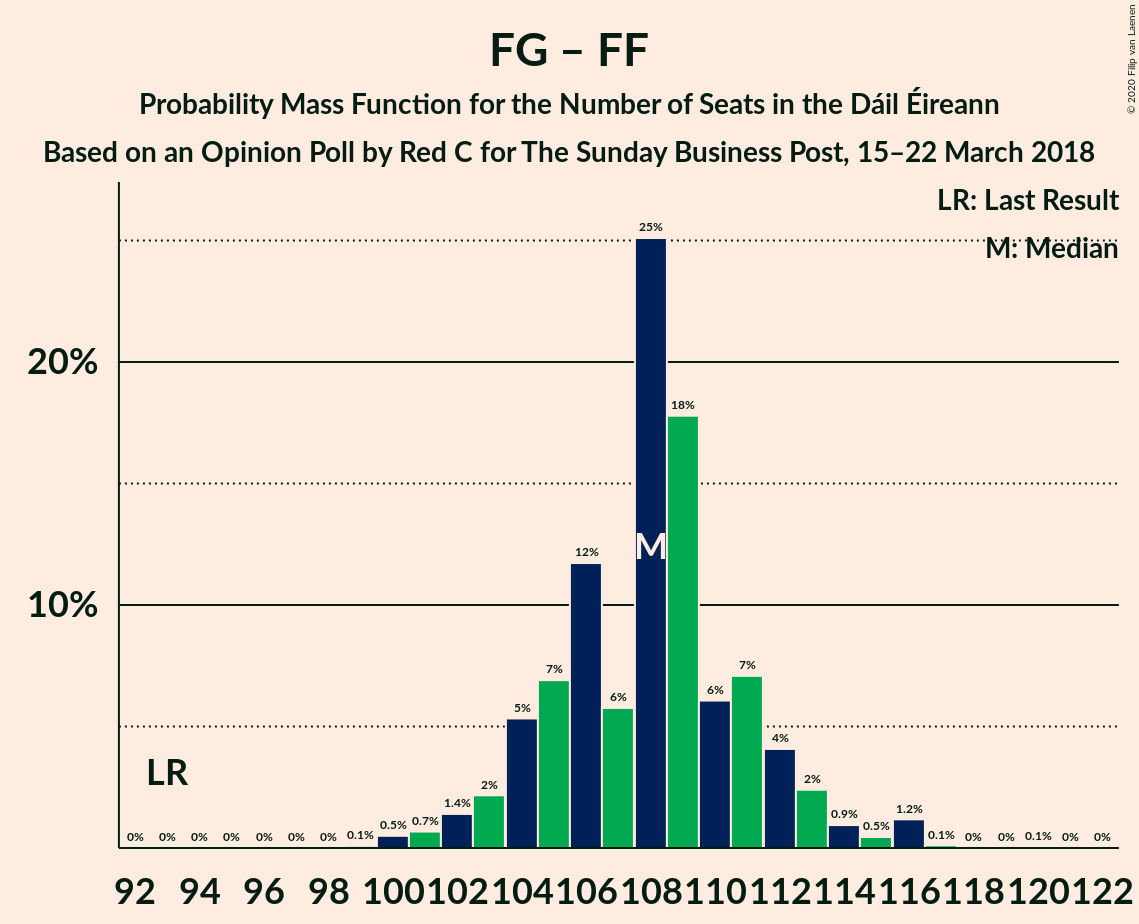 FG – FF
Probability Mass Function for the Number of Seats in the Dáil Éireann
Based on an Opinion Poll by Red C for The Sunday Business Post, 15–22 March 2018
© 2020 Filip van Laenen
LR: Last Result
M: Median
25%
20%
18%
M
12%
10%
7%
6%
6%
7%
5%
4%
LR
2%
2%
1.4%
1.2%
0% 0% 0% 0% 0% 0% 0% 0.1% 0.5% 0.7% 0.9% 0.5% 0.1% 0% 0% 0.1% 0% 0%
92 94 96 98 100 102 104 106 108 110 112 114 116 118 120 122